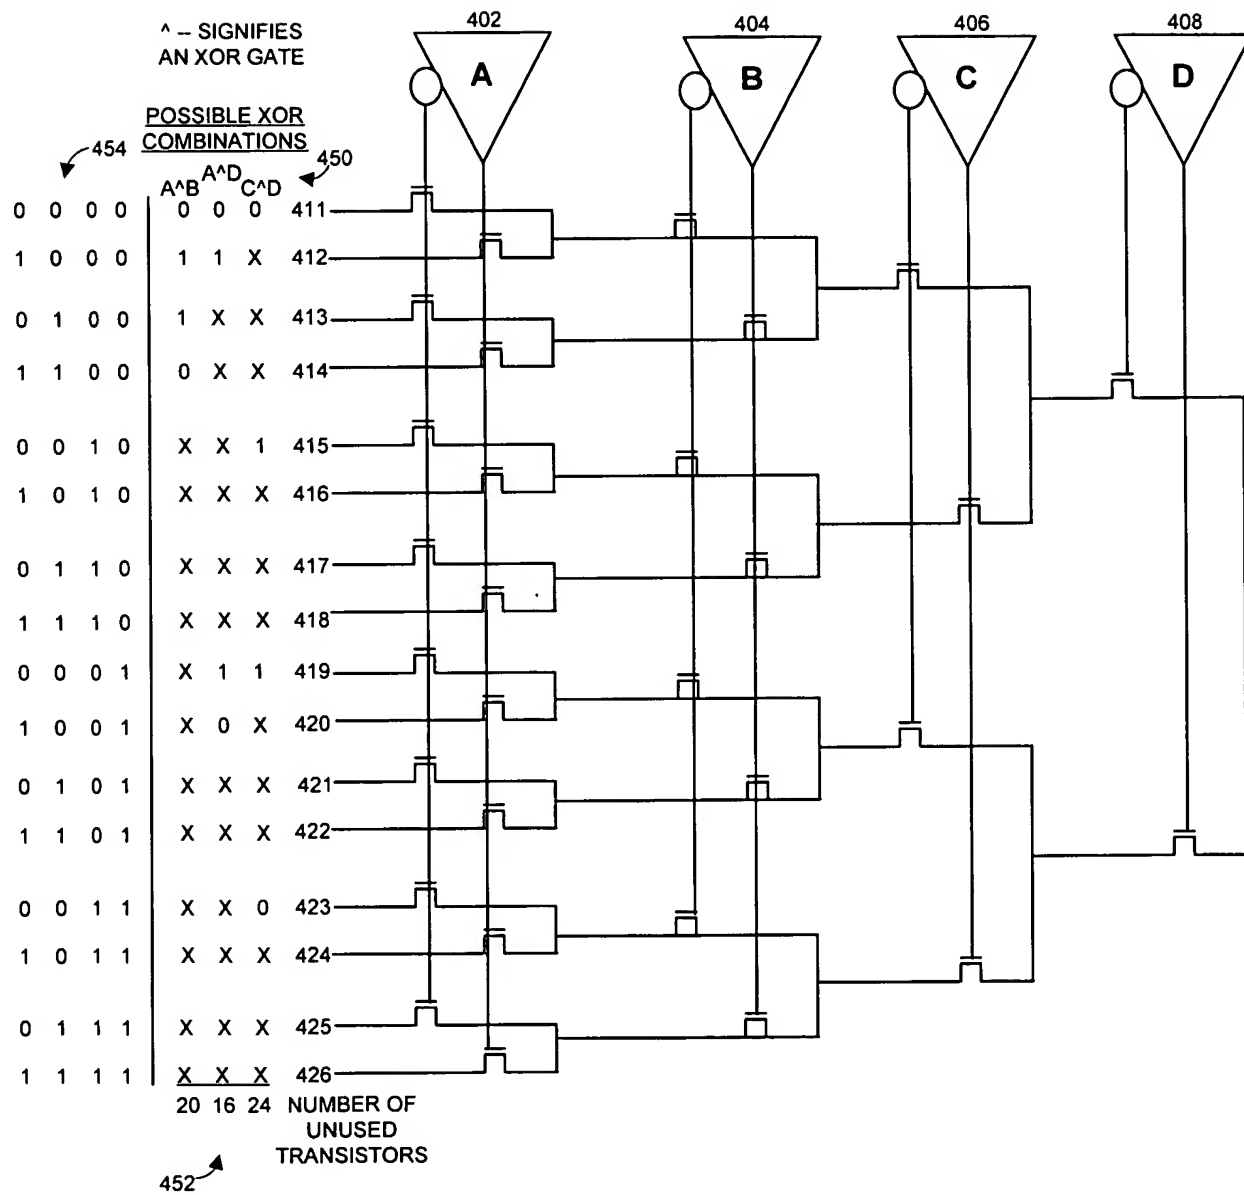 402
404
406
408
^ -- SIGNIFIES
AN XOR GATE
A
B
C
D
POSSIBLE XOR
COMBINATIONS
454
450
A^B A^D C^D
0 0 0 0 0 0 0 411
1 0 0 0 1 1 X 412
0 1 0 0 1 X X 413
1 1 0 0 0 X X 414
0 0 1 0 X X 1 415
1 0 1 0 X X X 416
0 1 1 0 X X X 417
1 1 1 0 X X X 418
0 0 0 1 X 1 1 419
1 0 0 1 X 0 X 420
0 1 0 1 X X X 421
1 1 0 1 X X X 422
0 0 1 1 X X 0 423
1 0 1 1 X X X 424
0 1 1 1 X X X 425
1 1 1 1 X X X 426
20 16 24 NUMBER OF
UNUSED
TRANSISTORS
452